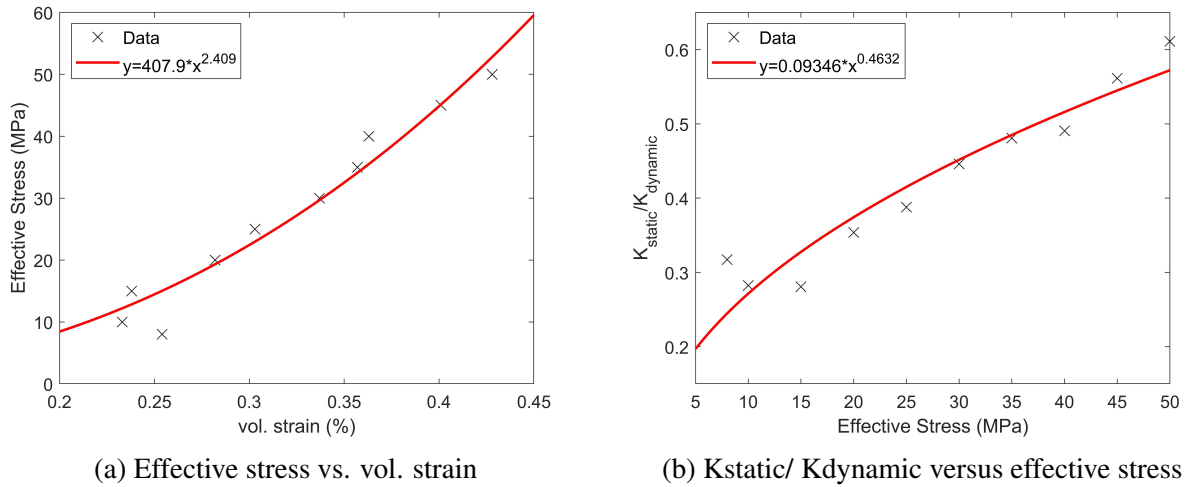 60
50
40
30
20
10
0
Effective Stress (MPa)
Data
y=407.9*x^2.409
0.2 0.25 0.3 0.35 0.4 0.45
vol. strain (%)
(a) Effective stress vs. vol. strain
0.6
0.5
0.4
0.3
0.2
K_static/K_dynamic
Data
y=0.09346*x^0.4632
5 10 15 20 25 30 35 40 45 50
Effective Stress (MPa)
(b) Kstatic/ Kdynamic versus effective stress